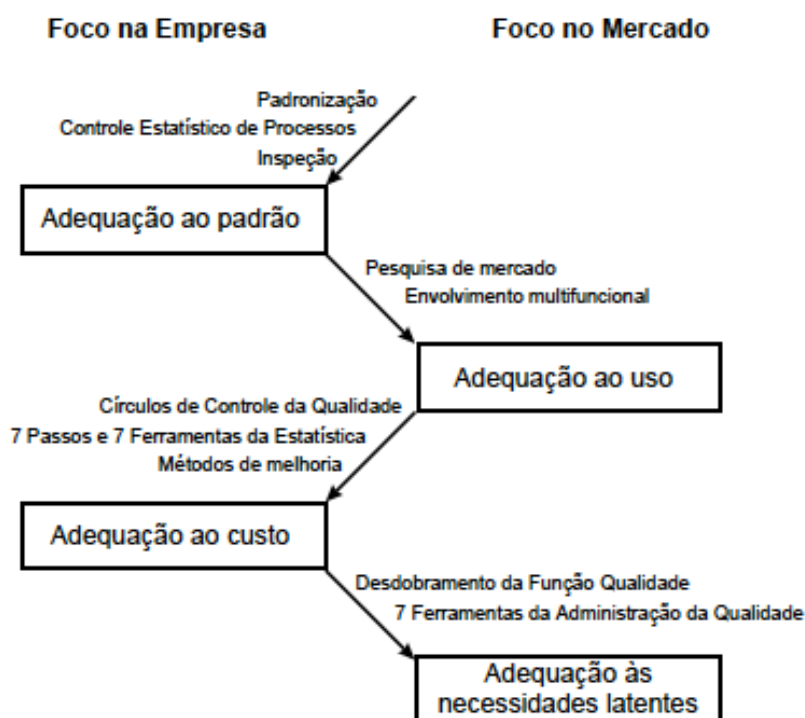 Foco na Empresa
Foco no Mercado
Padronização
Controle Estatístico de Processos
Inspeção
Adequação ao padrão
Pesquisa de mercado
Envolvimento multifuncional
Adequação ao uso
Círculos de Controle da Qualidade
7 Passos e 7 Ferramentas da Estatística
Métodos de melhoria
Adequação ao custo
Desdobramento da Função Qualidade
7 Ferramentas da Administração da Qualidade
Adequação às
necessidades latentes